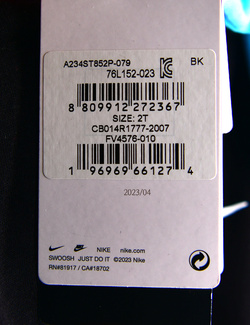 A234ST852P-079
76L152-023
BK
8 809912 272367
SIZE: 2T
CB014R1777-2007
FV4576-010
1 96969 66127 4
2023/04
NIKE nike.com
SWOOSH JUST DO IT ©2023 Nike
RN#81917 / CA#18702